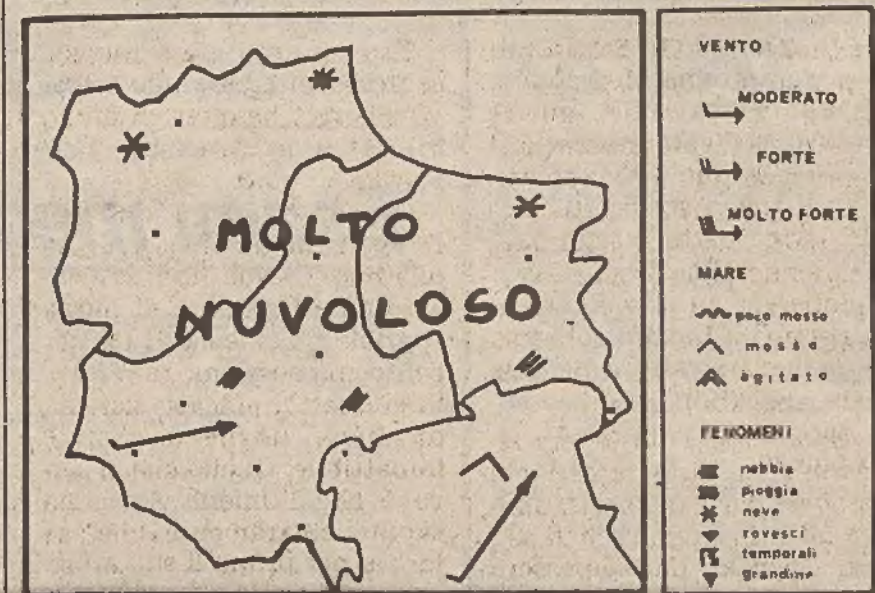 MOLTO
NUVOLOSO
VENTO
MODERATO
FORTE
MOLTO FORTE
MARE
poco mosso
mosso
agitato
FENOMENI
nebbia
pioggia
neve
rovesci
temporali
grandine